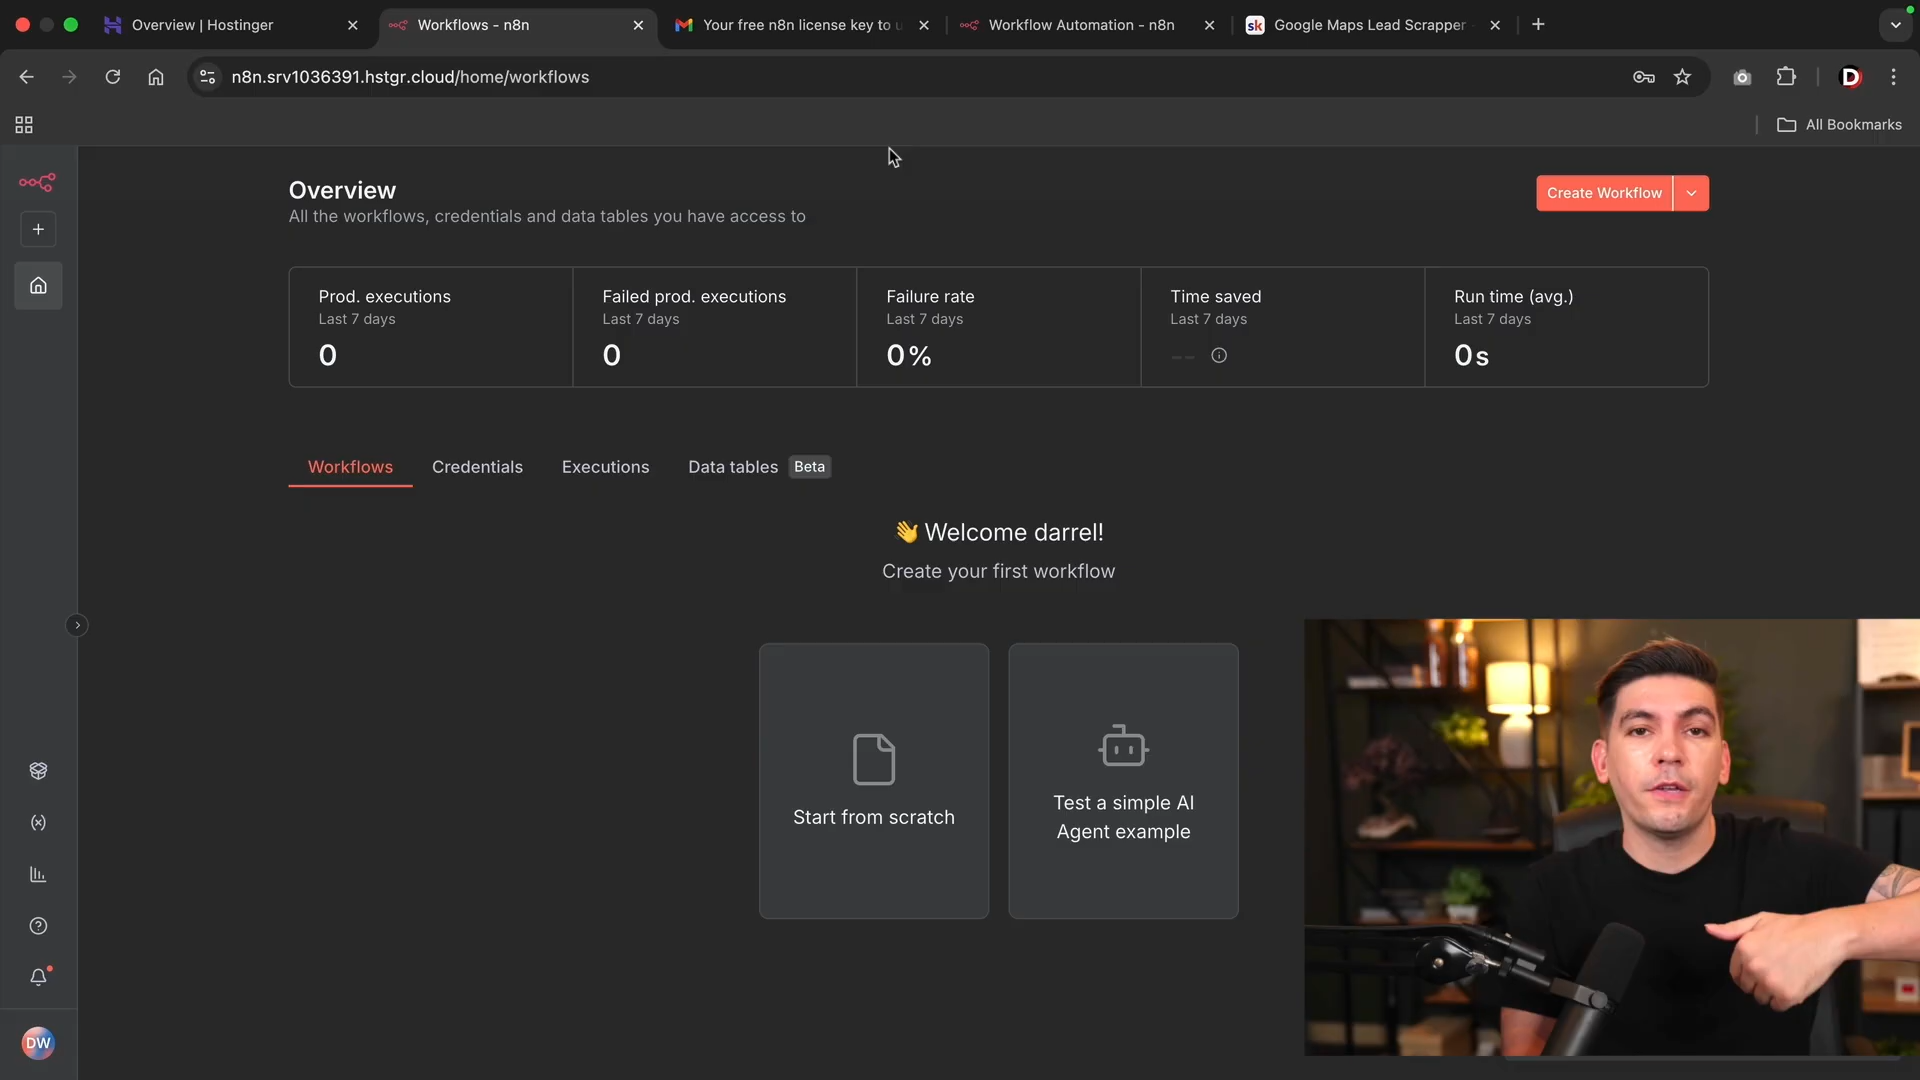 Overview | Hostinger
Workflows - n8n
Your free n8n license key to u
Workflow Automation - n8n
sk
Google Maps Lead Scrapper
n8n.srv1036391.hstgr.cloud/home/workflows
D
All Bookmarks
Overview
All the workflows, credentials and data tables you have access to
Create Workflow
Prod. executions
Last 7 days
0
Failed prod. executions
Last 7 days
0
Failure rate
Last 7 days
0%
Time saved
Last 7 days
--
Run time (avg.)
Last 7 days
0s
Workflows
Credentials
Executions
Data tables
Beta
👋 Welcome darrel!
Create your first workflow
Start from scratch
Test a simple AI
Agent example
DW